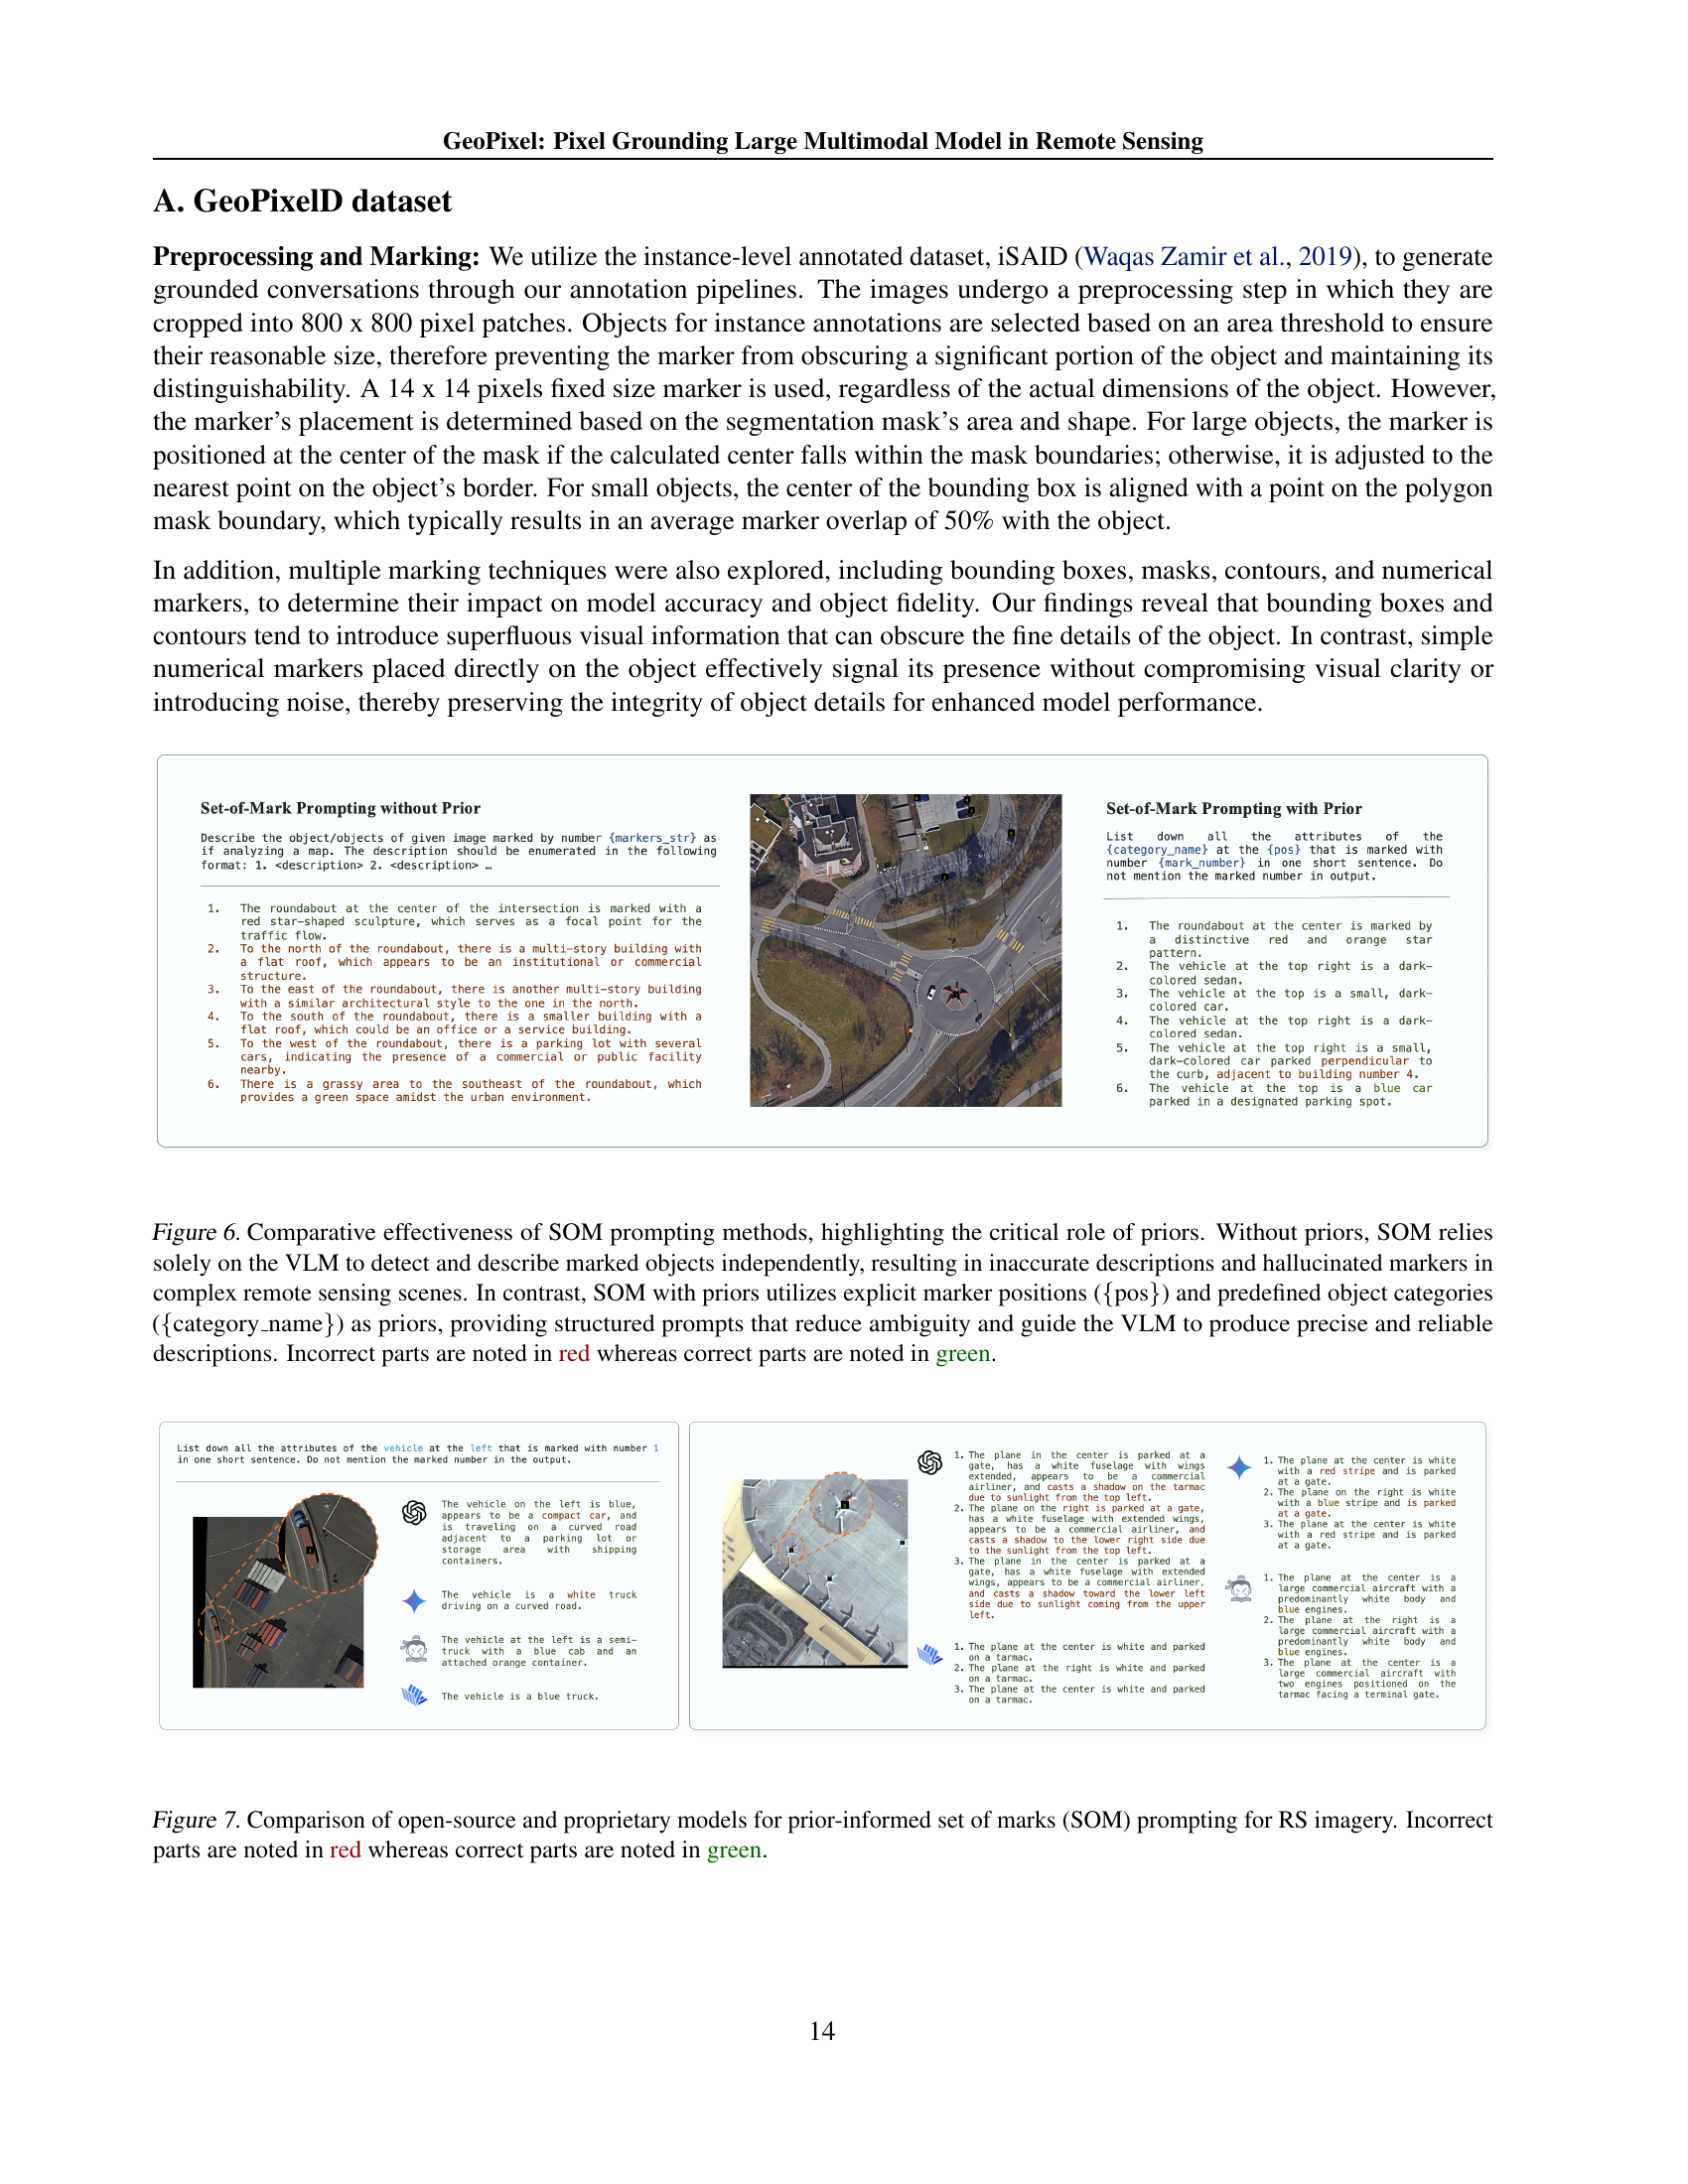 GeoPixel: Pixel Grounding Large Multimodal Model in Remote Sensing
A. GeoPixelD dataset
Preprocessing and Marking: We utilize the instance-level annotated dataset, iSAID (Waqas Zamir et al., 2019), to generate
grounded conversations through our annotation pipelines. The images undergo a preprocessing step in which they are
cropped into 800 x 800 pixel patches. Objects for instance annotations are selected based on an area threshold to ensure
their reasonable size, therefore preventing the marker from obscuring a significant portion of the object and maintaining its
distinguishability. A 14 x 14 pixels fixed size marker is used, regardless of the actual dimensions of the object. However,
the marker's placement is determined based on the segmentation mask's area and shape. For large objects, the marker is
positioned at the center of the mask if the calculated center falls within the mask boundaries; otherwise, it is adjusted to the
nearest point on the object's border. For small objects, the center of the bounding box is aligned with a point on the polygon
mask boundary, which typically results in an average marker overlap of 50% with the object.
In addition, multiple marking techniques were also explored, including bounding boxes, masks, contours, and numerical
markers, to determine their impact on model accuracy and object fidelity. Our findings reveal that bounding boxes and
contours tend to introduce superfluous visual information that can obscure the fine details of the object. In contrast, simple
numerical markers placed directly on the object effectively signal its presence without compromising visual clarity or
introducing noise, thereby preserving the integrity of object details for enhanced model performance.
Set-of-Mark Prompting without Prior
Describe the object/objects of given image marked by number {markers_str} as
if analyzing a map. The description should be enumerated in the following
format: 1. <description> 2. <description> …
1. The roundabout at the center of the intersection is marked with a
red star-shaped sculpture, which serves as a focal point for the
traffic flow.
2. To the north of the roundabout, there is a multi-story building with
a flat roof, which appears to be an institutional or commercial
structure.
3. To the east of the roundabout, there is another multi-story building
with a similar architectural style to the one in the north.
4. To the south of the roundabout, there is a smaller building with a
flat roof, which could be an office or a service building.
5. To the west of the roundabout, there is a parking lot with several
cars, indicating the presence of a commercial or public facility
nearby.
6. There is a grassy area to the southeast of the roundabout, which
provides a green space amidst the urban environment.
Set-of-Mark Prompting with Prior
List down all the attributes of the
{category_name} at the {pos} that is marked with
number {mark_number} in one short sentence. Do
not mention the marked number in output.
1. The roundabout at the center is marked by
a distinctive red and orange star
pattern.
2. The vehicle at the top right is a dark-
colored sedan.
3. The vehicle at the top is a small, dark-
colored car.
4. The vehicle at the top right is a dark-
colored sedan.
5. The vehicle at the top right is a small,
dark-colored car parked perpendicular to
the curb, adjacent to building number 4.
6. The vehicle at the top is a blue car
parked in a designated parking spot.
Figure 6. Comparative effectiveness of SOM prompting methods, highlighting the critical role of priors. Without priors, SOM relies
solely on the VLM to detect and describe marked objects independently, resulting in inaccurate descriptions and hallucinated markers in
complex remote sensing scenes. In contrast, SOM with priors utilizes explicit marker positions ({pos}) and predefined object categories
({category_name}) as priors, providing structured prompts that reduce ambiguity and guide the VLM to produce precise and reliable
descriptions. Incorrect parts are noted in red whereas correct parts are noted in green.
List down all the attributes of the vehicle at the left that is marked with number 1
in one short sentence. Do not mention the marked number in the output.
The vehicle on the left is blue,
appears to be a compact car, and
is traveling on a curved road
adjacent to a parking lot or
storage area with shipping
containers.
The vehicle is a white truck
driving on a curved road.
The vehicle at the left is a semi-
truck with a blue cab and an
attached orange container.
The vehicle is a blue truck.
1. The plane in the center is parked at a
gate, has a white fuselage with wings
extended, appears to be a commercial
airliner, and casts a shadow on the tarmac
due to sunlight from the top left.
2. The plane on the right is parked at a gate,
has a white fuselage with extended wings,
appears to be a commercial airliner, and
casts a shadow to the lower right side due
to the sunlight from the top left.
3. The plane in the center is parked at a
gate, has a white fuselage with extended
wings, appears to be a commercial airliner,
and casts a shadow toward the lower left
side due to sunlight coming from the upper
left.
1. The plane at the center is white and parked
on a tarmac.
2. The plane at the right is white and parked
on a tarmac.
3. The plane at the center is white and parked
on a tarmac.
1. The plane at the center is white
with a red stripe and is parked
at a gate.
2. The plane on the right is white
with a blue stripe and is parked
at a gate.
3. The plane at the center is white
with a red stripe and is parked
at a gate.
1. The plane at the center is a
large commercial aircraft with a
predominantly white body and
blue engines.
2. The plane at the right is a
large commercial aircraft with a
predominantly white body and
blue engines.
3. The plane at the center is a
large commercial aircraft with
two engines positioned on the
tarmac facing a terminal gate.
Figure 7. Comparison of open-source and proprietary models for prior-informed set of marks (SOM) prompting for RS imagery. Incorrect
parts are noted in red whereas correct parts are noted in green.
14